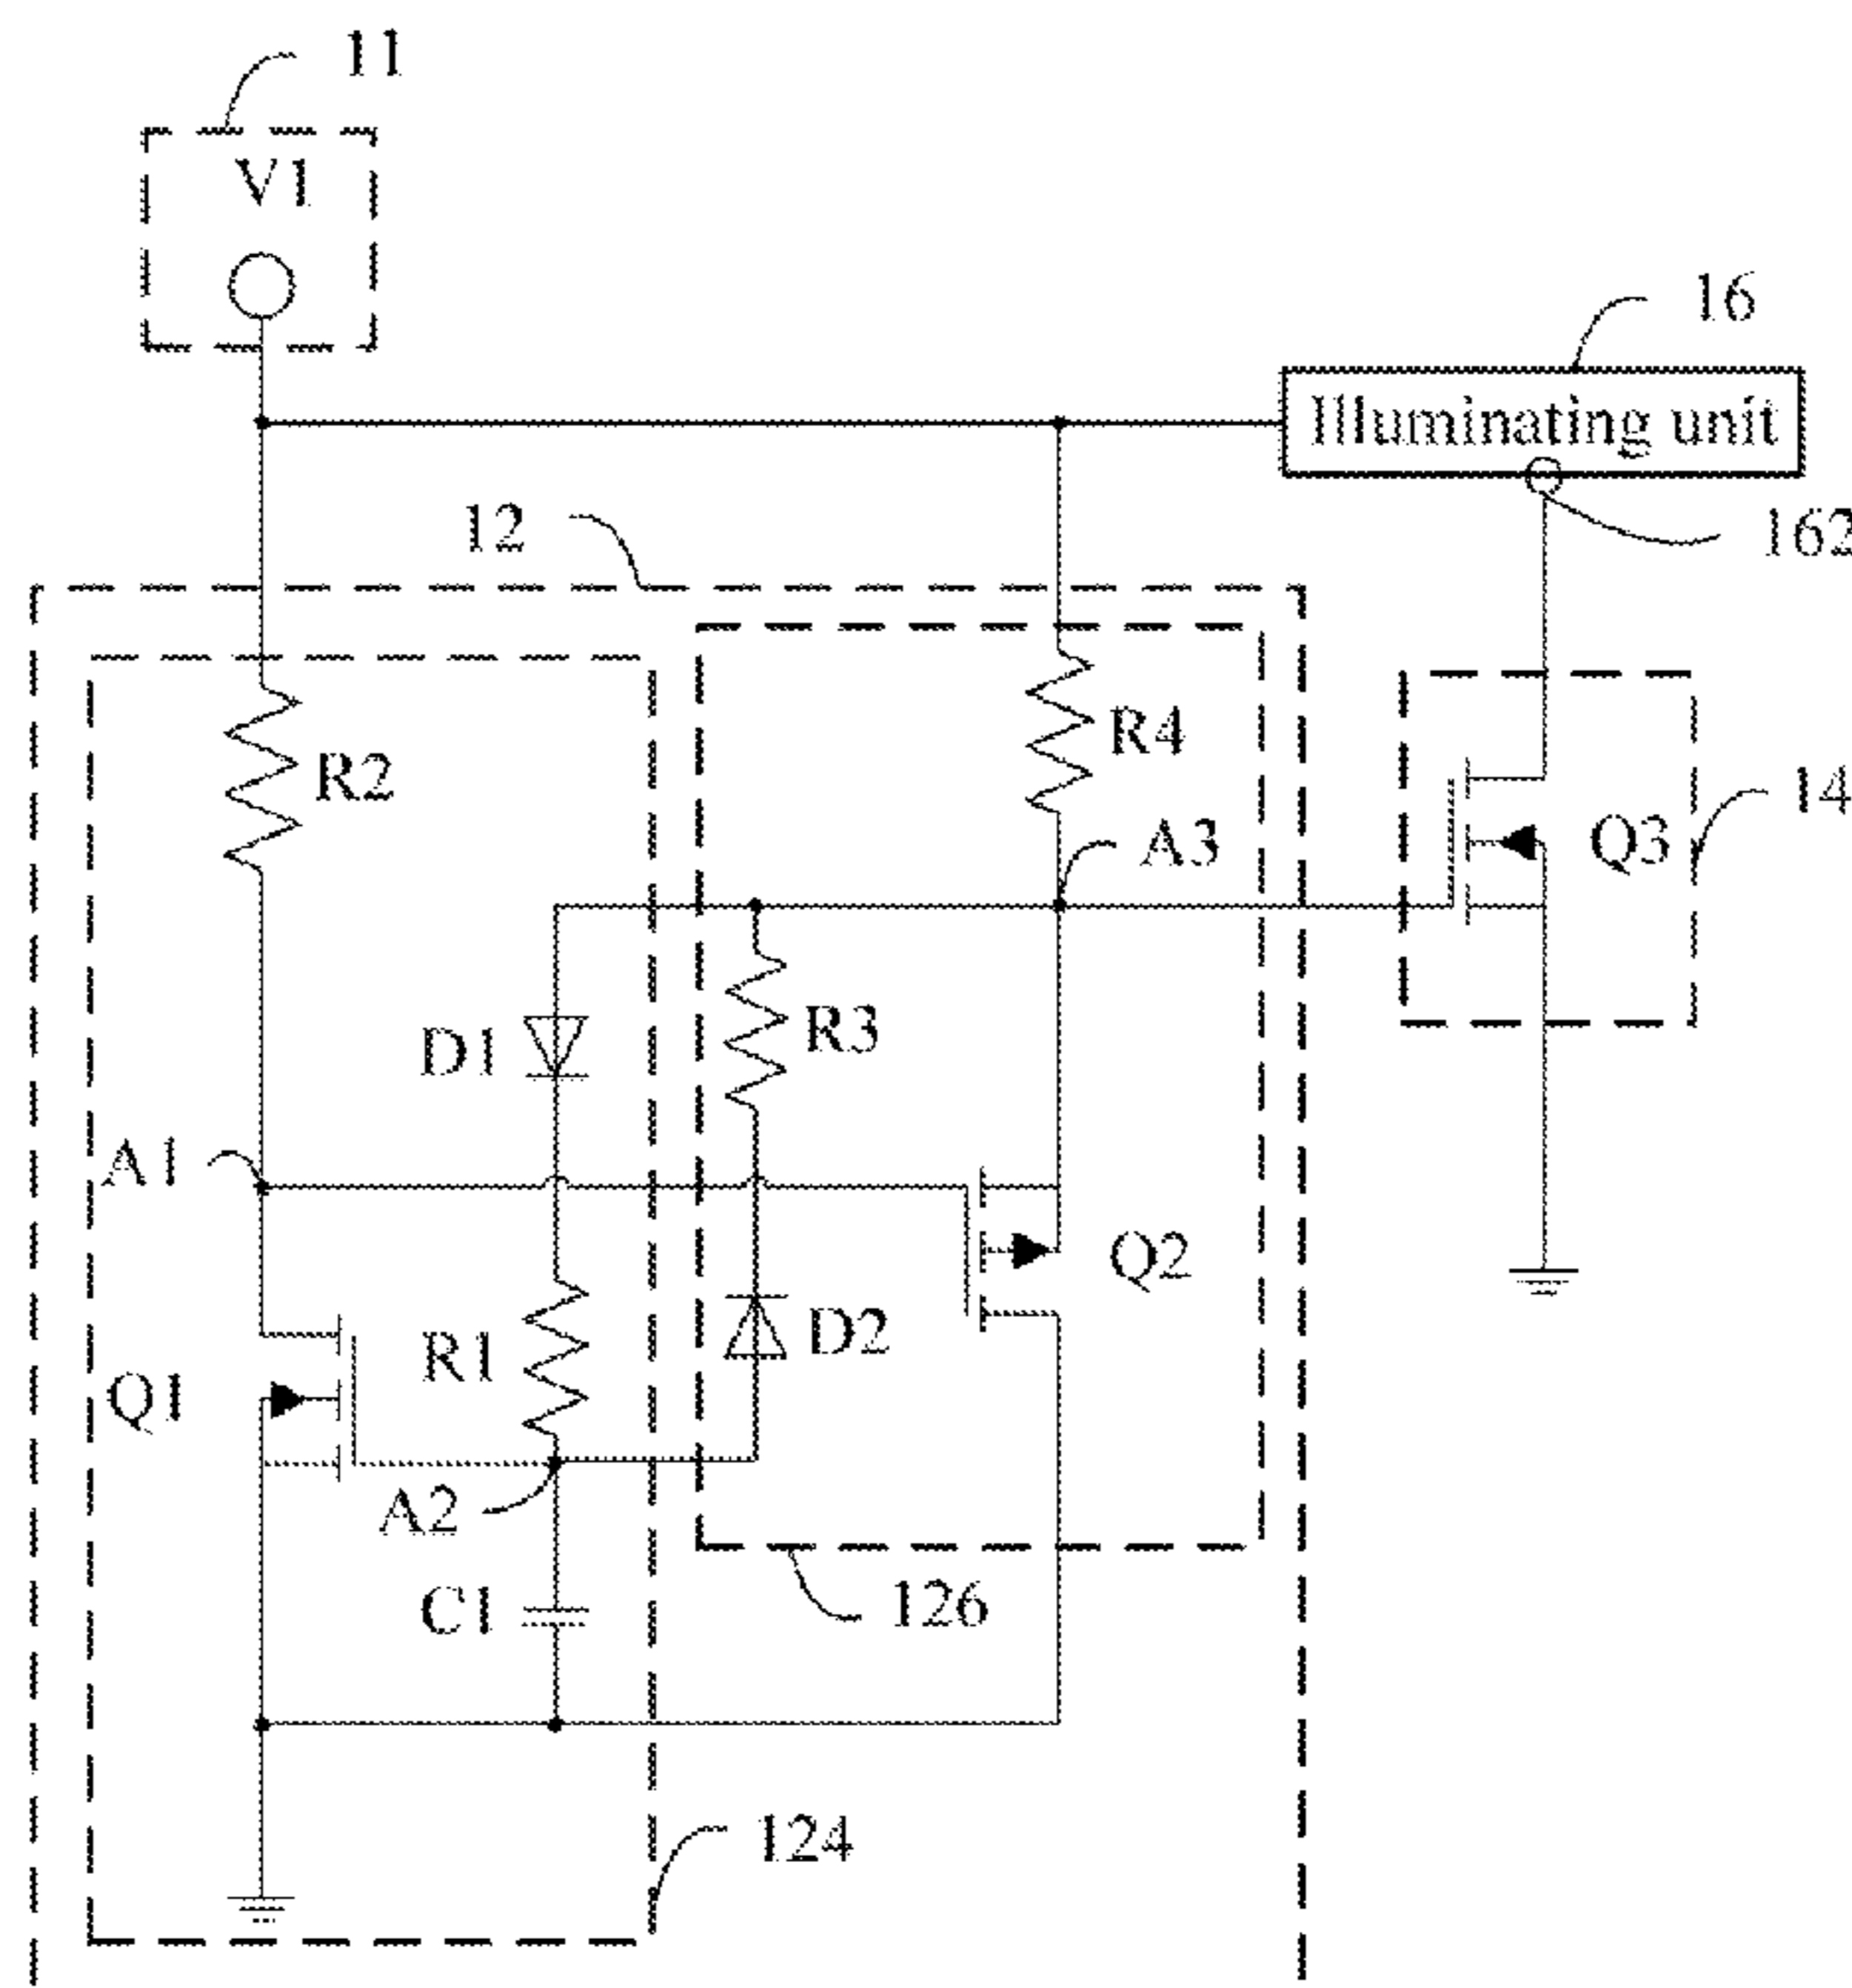 11
V1
16
Illuminating unit
12
162
R2
R4
14
A3
Q3
D1
R3
A1
Q2
R1
D2
Q1
A2
C1
126
124